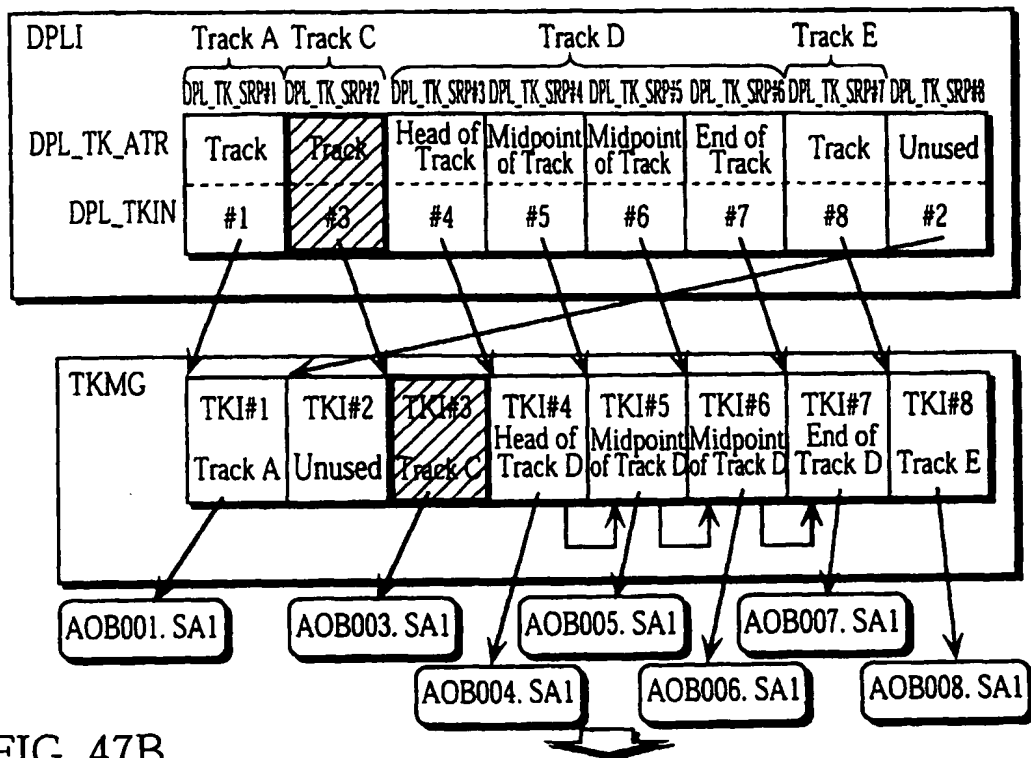 DPLI
Track A Track C Track D Track E
DPL_TK_SRP#1 DPL_TK_SRP#2 DPL_TK_SRP#3 DPL_TK_SRP#4 DPL_TK_SRP#5 DPL_TK_SRP#6 DPL_TK_SRP#7 DPL_TK_SRP#8
DPL_TK_ATR
Track
Track
Head of
Track
Midpoint
of Track
Midpoint
of Track
End of
Track
Track
Unused
DPL_TKIN
#1 #3 #4 #5 #6 #7 #8 #2
TKMG
TKI#1
Track A
TKI#2
Unused
TKI#3
Track C
TKI#4
Head of
Track D
TKI#5
Midpoint
of Track D
TKI#6
Midpoint
of Track D
TKI#7
End of
Track D
TKI#8
Track E
AOB001. SA1 AOB003. SA1 AOB005. SA1 AOB007. SA1
AOB004. SA1 AOB006. SA1 AOB008. SA1
FIG. 47B